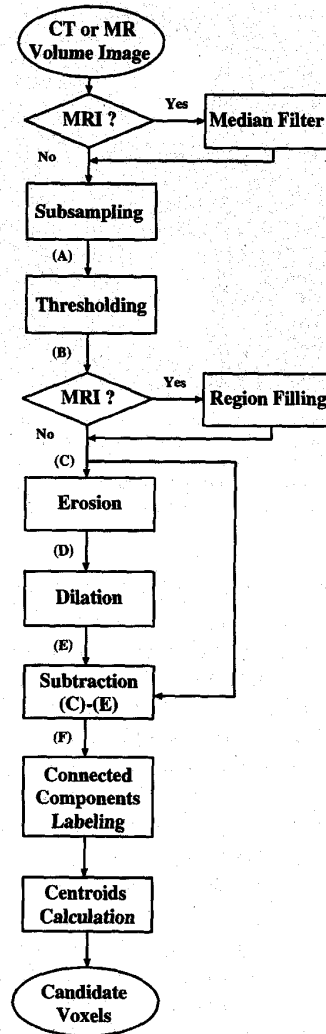 CT or MR
Volume Image
MRI ?
Yes
Median Filter
No
Subsampling
(A)
Thresholding
(B)
MRI ?
Yes
Region Filling
No
(C)
Erosion
(D)
Dilation
(E)
Subtraction
(C)-(E)
(F)
Connected
Components
Labeling
Centroids
Calculation
Candidate
Voxels